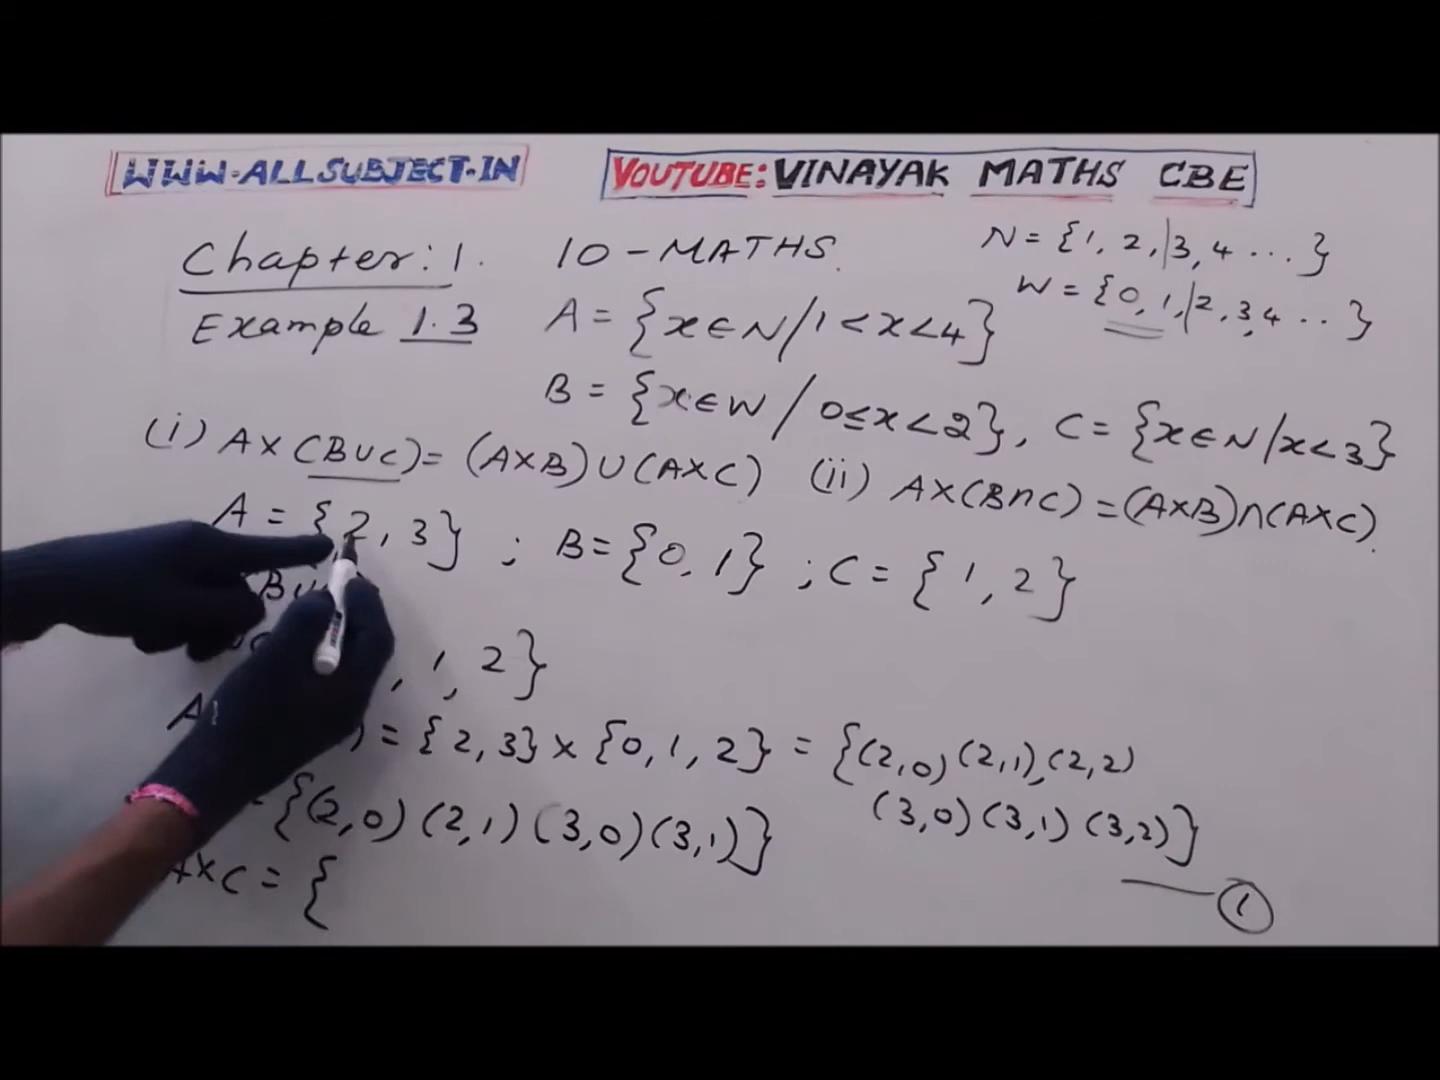 WWW.ALLSUBJECT.IN
YOUTUBE: VINAYAK MATHS CBE
Chapter: 1. 10-MATHS.
N = {1, 2, 3, 4 ...}
W = {0, 1, 2, 3, 4 ..}
Example 1.3 A = {x∈N/1<x<4}
B = {x∈W/0≤x<2}, C = {x∈N/x<3}
(i) A×(B∪C) = (A×B)∪(A×C) (ii) A×(B∩C) = (A×B)∩(A×C).
A = {2, 3} ; B = {0, 1} ; C = {1, 2}
, 1, 2}
) = {2, 3} × {0, 1, 2} = {(2,0) (2,1), (2,2)
(3,0) (3,1) (3,2)}
= {(2,0) (2,1) (3,0) (3,1)}
A×C = {
1